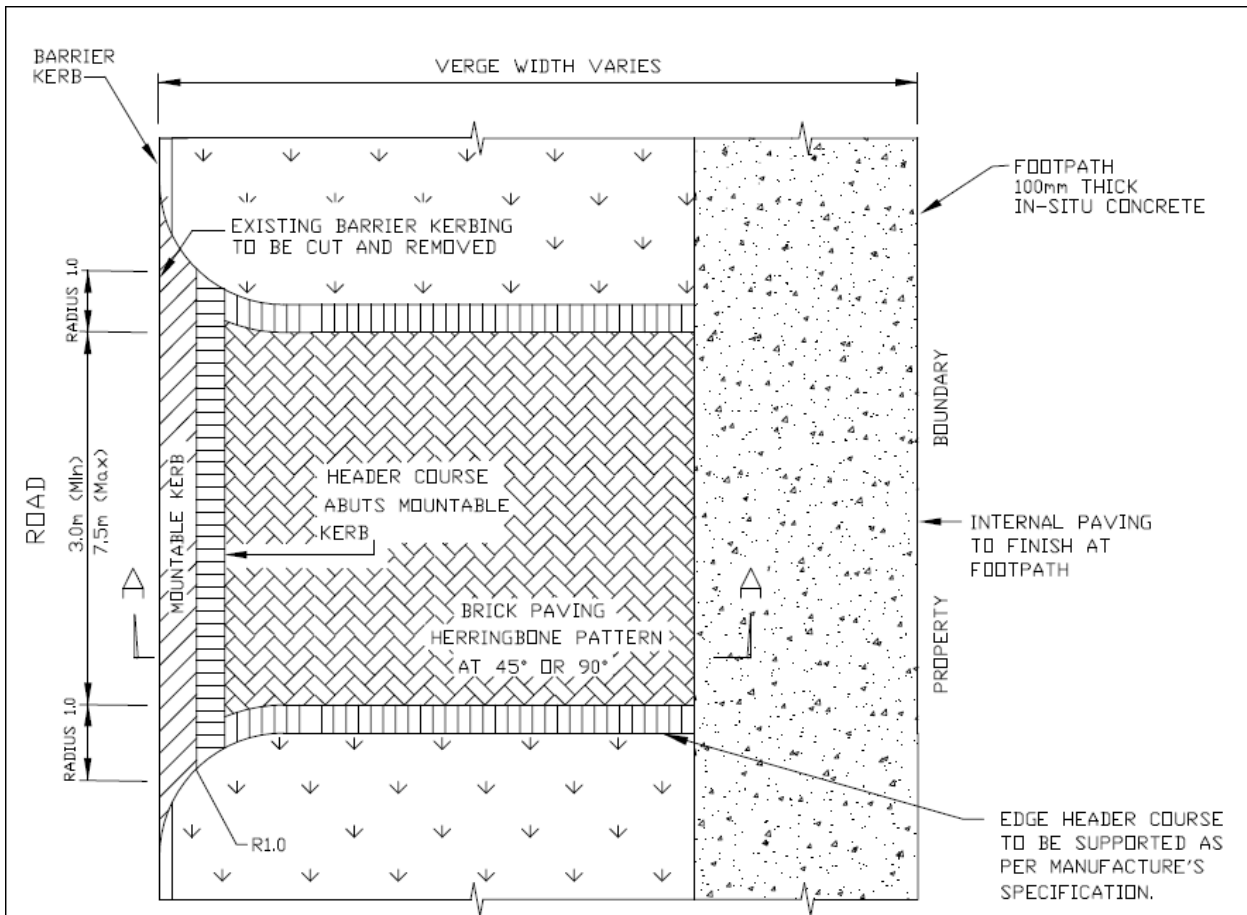 BARRIER
KERB
VERGE WIDTH VARIES
FOOTPATH
100mm THICK
IN-SITU CONCRETE
EXISTING BARRIER KERBING
TO BE CUT AND REMOVED
RADIUS 1.0
ROAD
3.0m (Min)
7.5m (Max)
MOUNTABLE KERB
HEADER COURSE
ABUTS MOUNTABLE
KERB
BOUNDARY
INTERNAL PAVING
TO FINISH AT
FOOTPATH
A
A
BRICK PAVING
HERRINGBONE PATTERN
AT 45° OR 90°
PROPERTY
RADIUS 1.0
R1.0
EDGE HEADER COURSE
TO BE SUPPORTED AS
PER MANUFACTURE'S
SPECIFICATION.